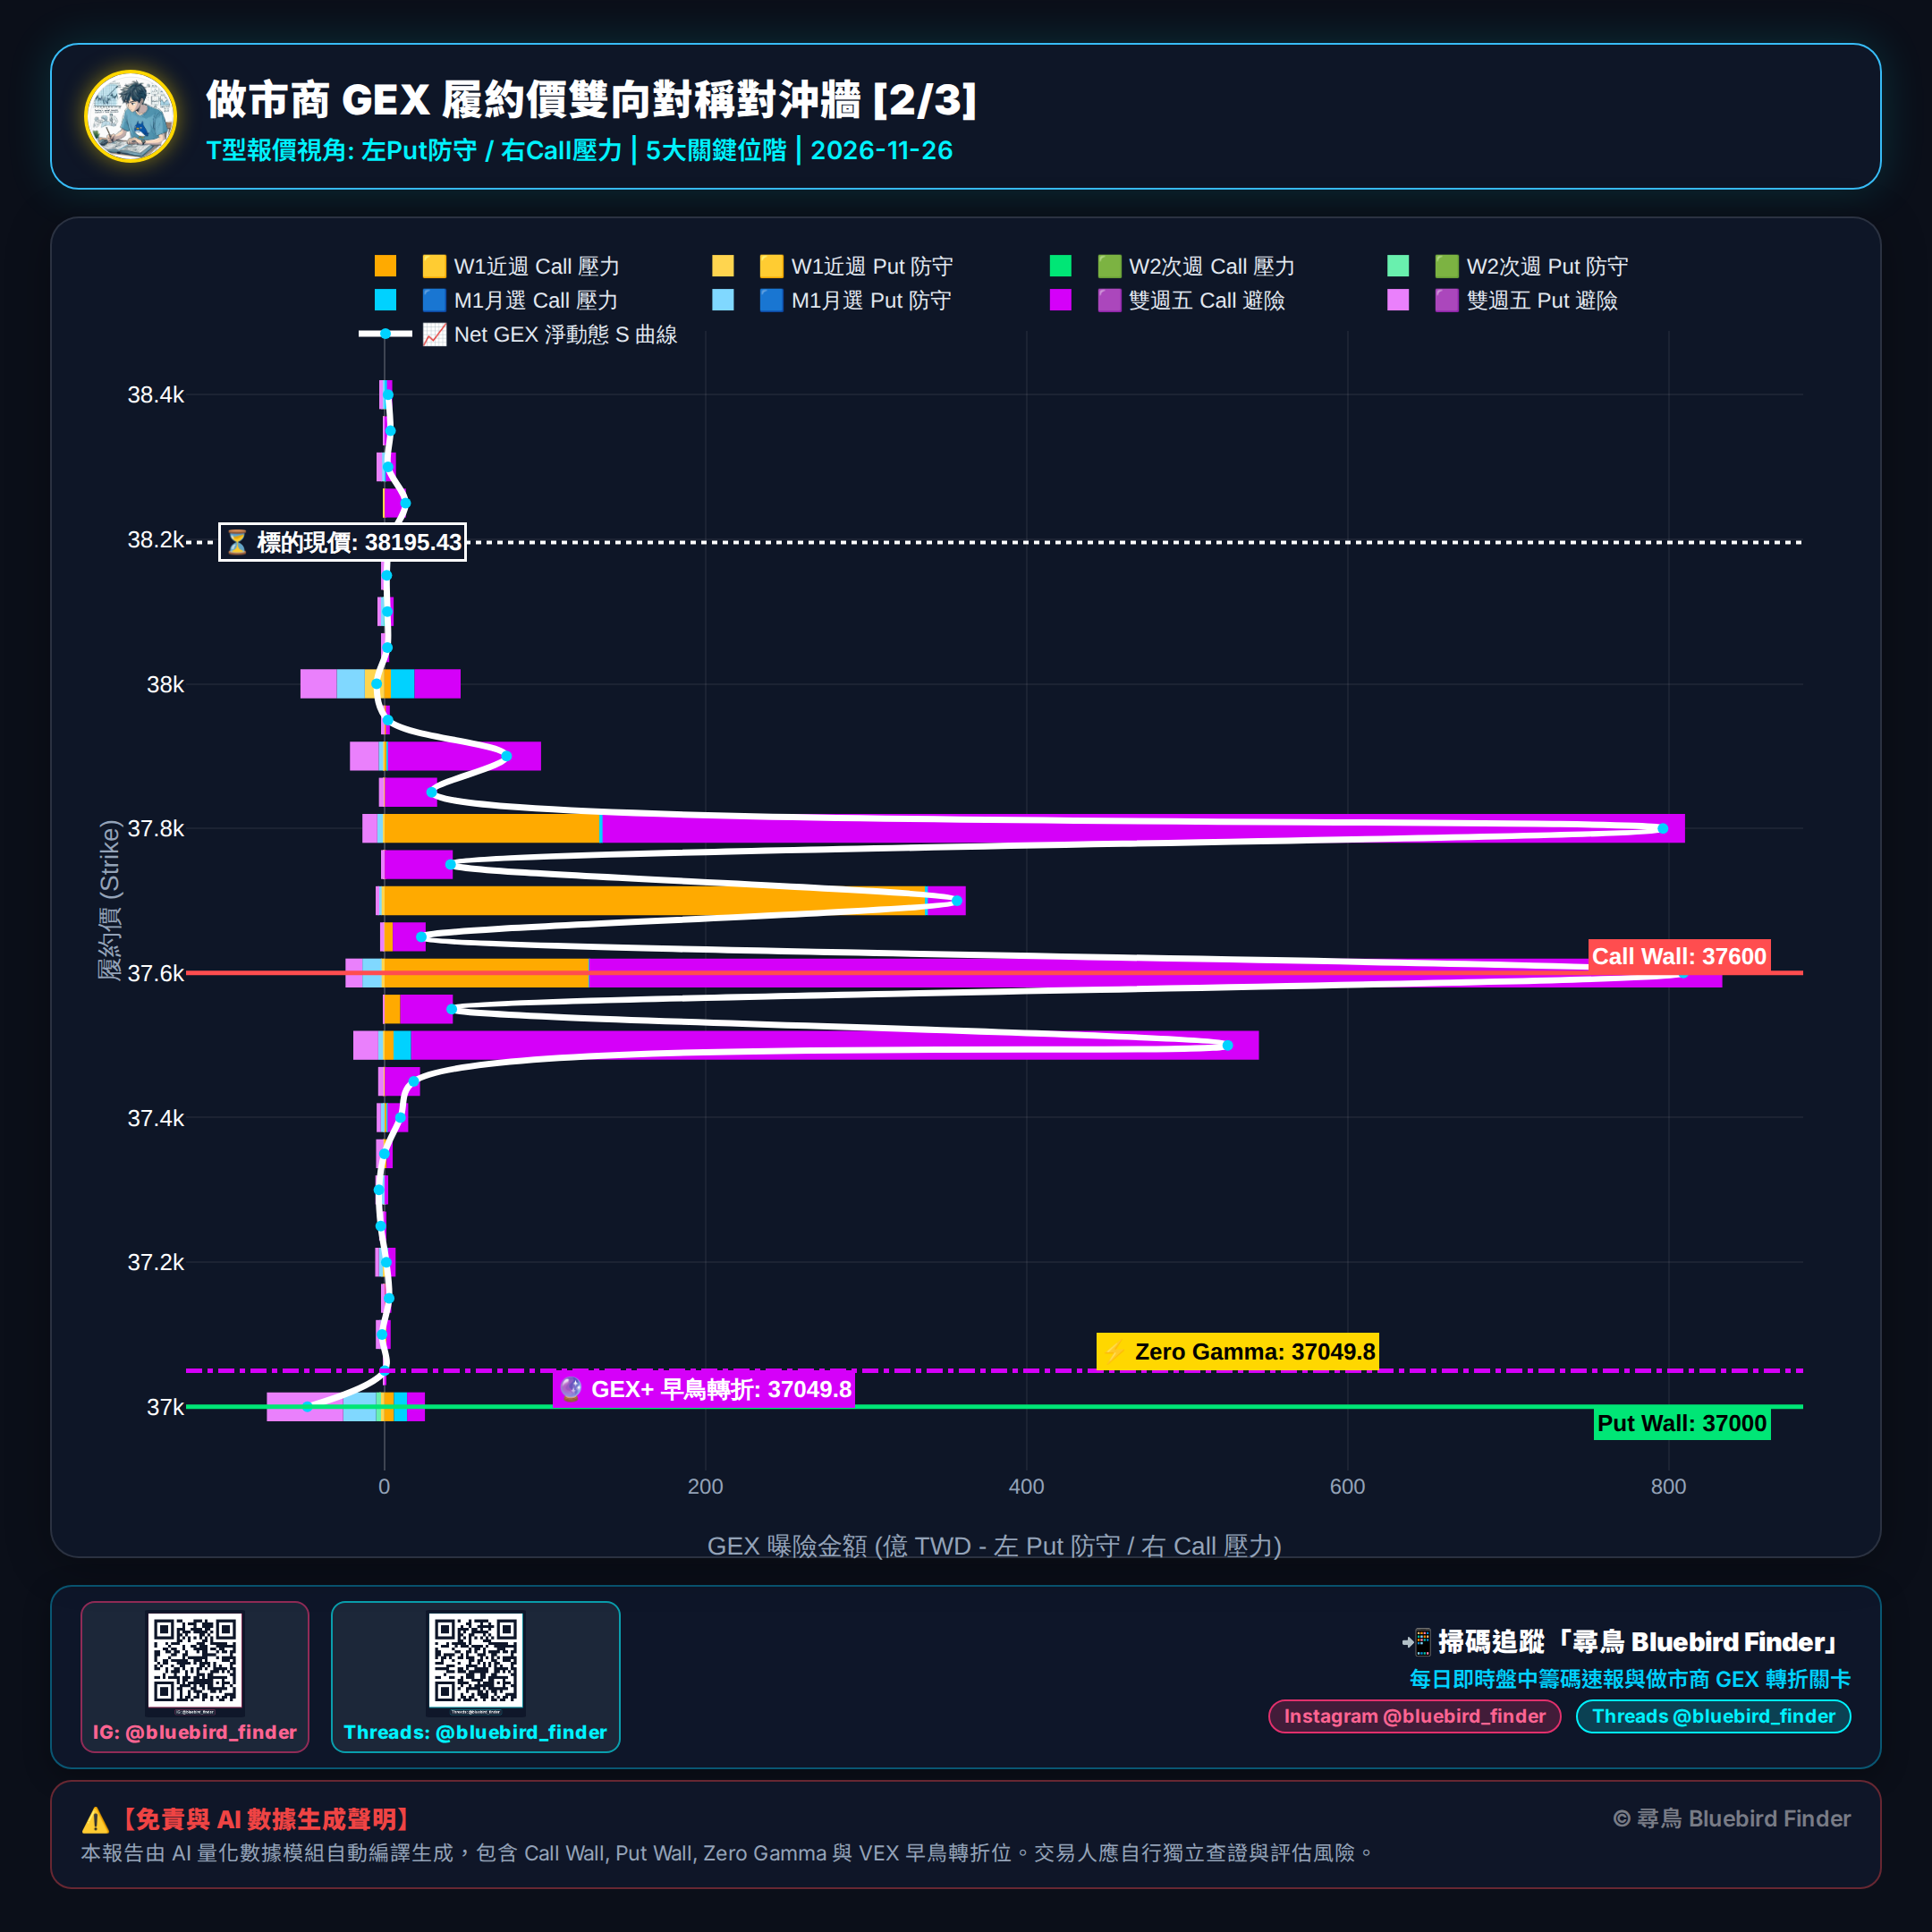 做市商 GEX 履約價雙向對稱對沖牆 [2/3]
T型報價視角: 左Put防守 / 右Call壓力 | 5大關鍵位階 | 2026-11-26
W1近週 Call 壓力
W1近週 Put 防守
W2次週 Call 壓力
W2次週 Put 防守
M1月選 Call 壓力
M1月選 Put 防守
雙週五 Call 避險
雙週五 Put 避險
Net GEX 淨動態 S 曲線
38.4k
38.2k
標的現價: 38195.43
38k
37.8k
37.6k
Call Wall: 37600
37.4k
37.2k
Zero Gamma: 37049.8
GEX+ 早鳥轉折: 37049.8
37k
Put Wall: 37000
履約價 (Strike)
0
200
400
600
800
GEX 曝險金額 (億 TWD - 左 Put 防守 / 右 Call 壓力)
IG: @bluebird_finder
Threads: @bluebird_finder
掃碼追蹤「尋鳥 Bluebird Finder」
每日即時盤中籌碼速報與做市商 GEX 轉折關卡
Instagram @bluebird_finder
Threads @bluebird_finder
【免責與 AI 數據生成聲明】
© 尋鳥 Bluebird Finder
本報告由 AI 量化數據模組自動編譯生成，包含 Call Wall, Put Wall, Zero Gamma 與 VEX 早鳥轉折位。交易人應自行獨立查證與評估風險。